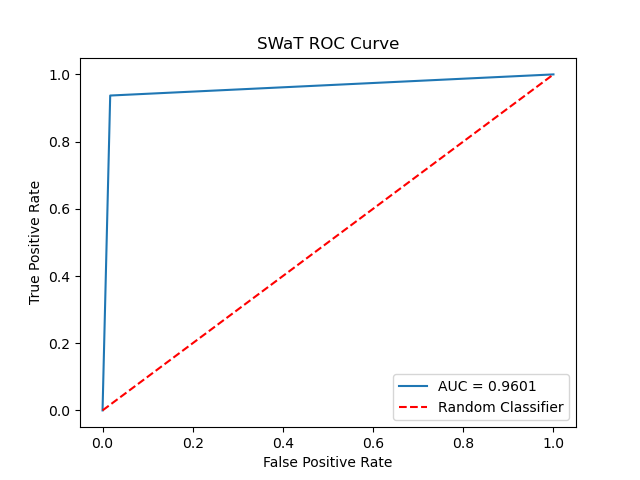 SWaT ROC Curve
True Positive Rate
1.0
0.8
0.6
0.4
0.2
0.0
AUC = 0.9601
Random Classifier
0.0 0.2 0.4 0.6 0.8 1.0
False Positive Rate